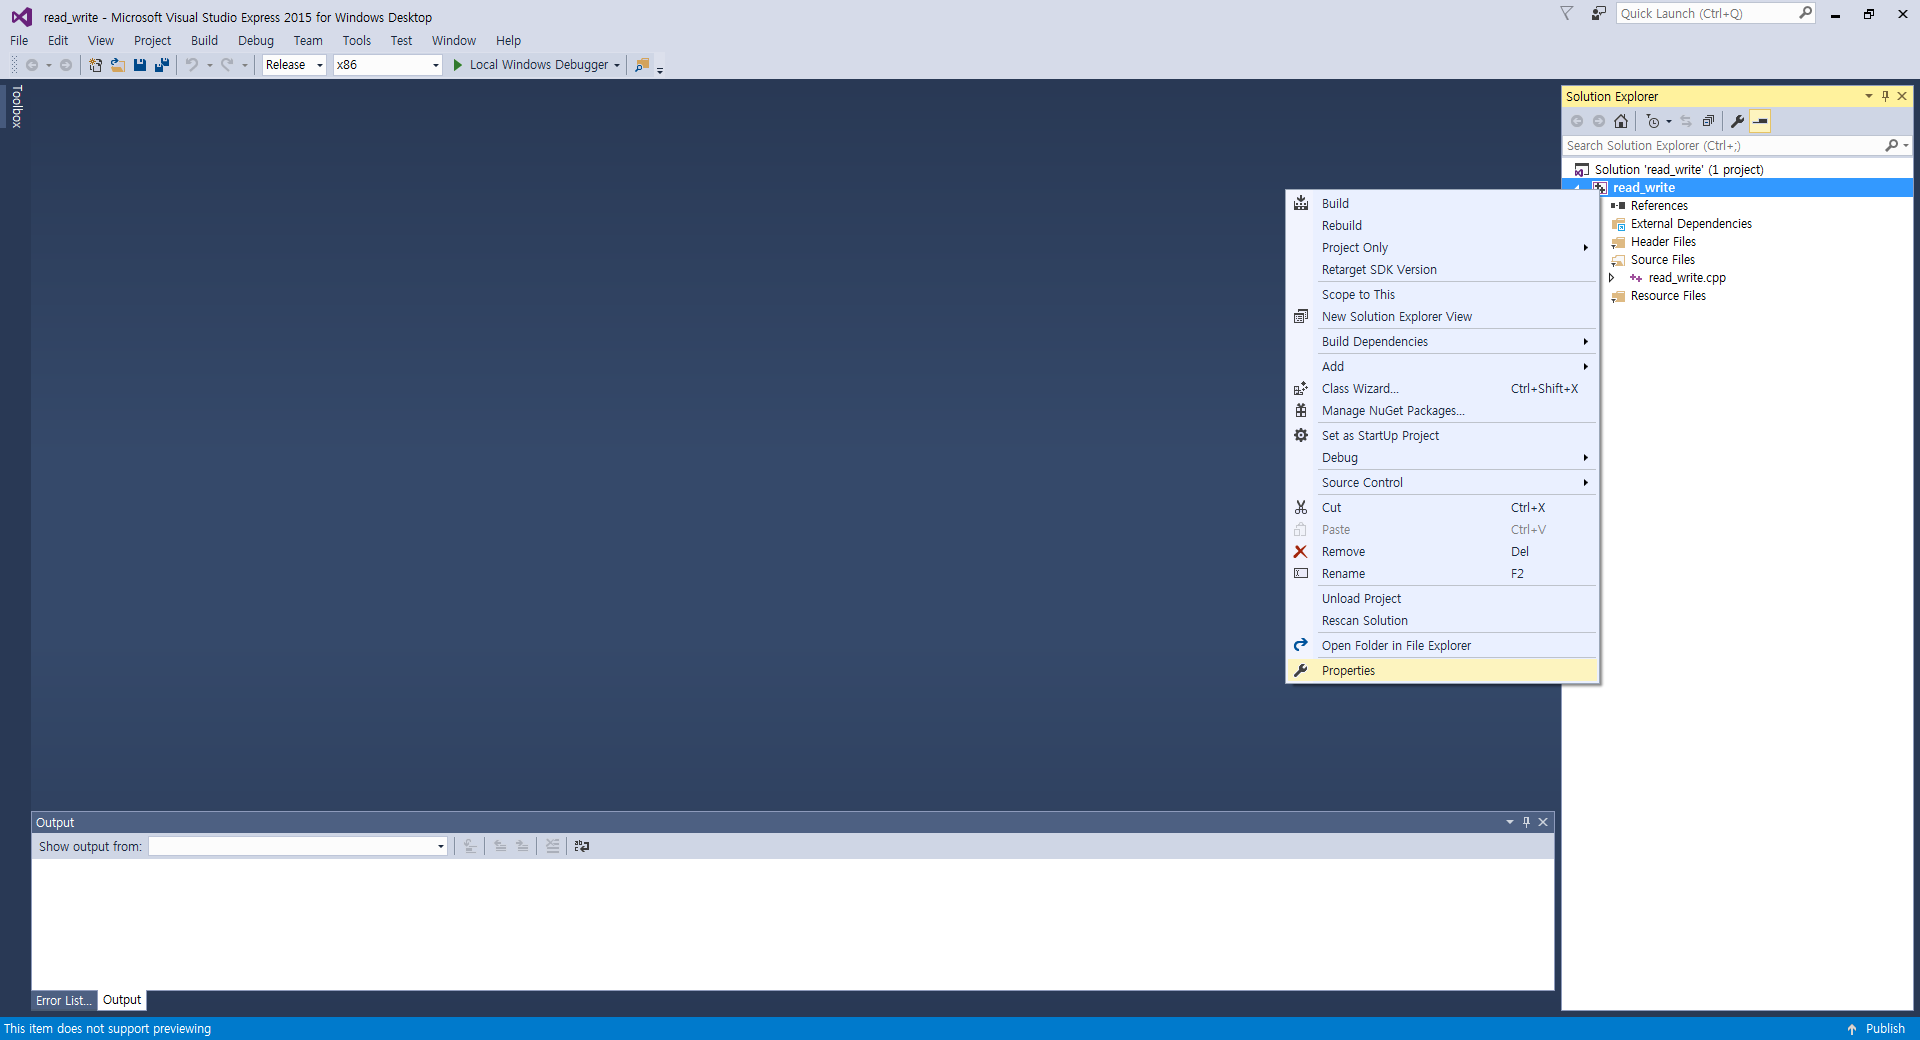 read_write - Microsoft Visual Studio Express 2015 for Windows Desktop
Quick Launch (Ctrl+Q)
File Edit View Project Build Debug Team Tools Test Window Help
Release x86 Local Windows Debugger
Toolbox
Solution Explorer
Search Solution Explorer (Ctrl+;)
Solution 'read_write' (1 project)
read_write
References
External Dependencies
Header Files
Source Files
read_write.cpp
Resource Files
Build
Rebuild
Project Only
Retarget SDK Version
Scope to This
New Solution Explorer View
Build Dependencies
Add
Class Wizard... Ctrl+Shift+X
Manage NuGet Packages...
Set as StartUp Project
Debug
Source Control
Cut Ctrl+X
Paste Ctrl+V
Remove Del
Rename F2
Unload Project
Rescan Solution
Open Folder in File Explorer
Properties
Output
Show output from:
Error List... Output
This item does not support previewing
Publish